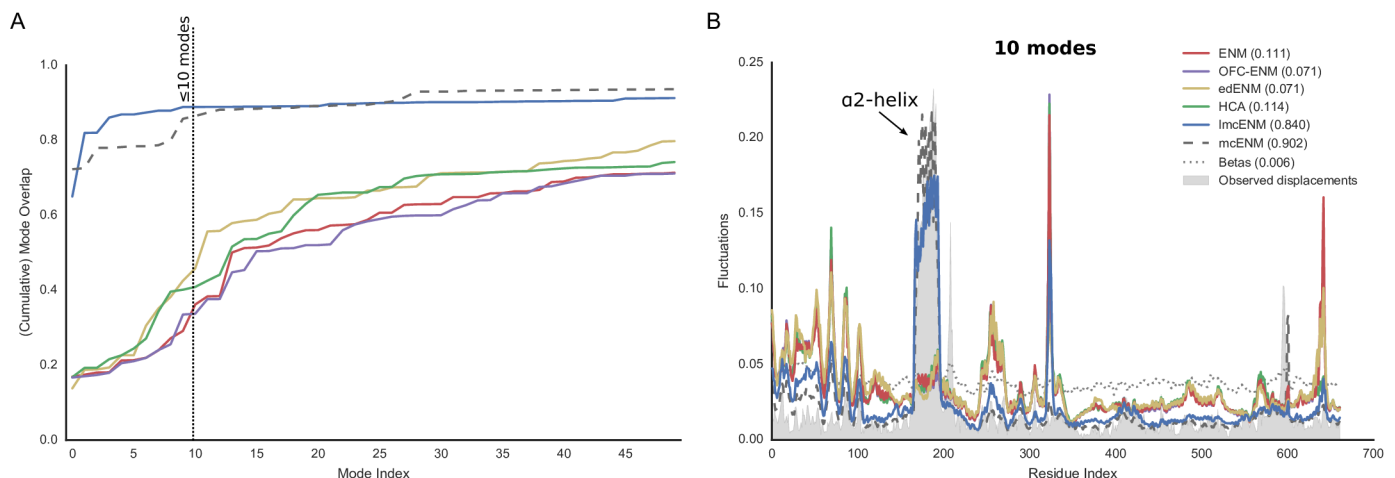 A
≤10 modes
1.0
0.8
0.6
0.4
0.2
0.0
(Cumulative) Mode Overlap
0 5 10 15 20 25 30 35 40 45
Mode Index
B
10 modes
0.25
0.20
0.15
0.10
0.05
0.00
Fluctuations
α2-helix
ENM (0.111)
OFC-ENM (0.071)
edENM (0.071)
HCA (0.114)
lmcENM (0.840)
mcENM (0.902)
Betas (0.006)
Observed displacements
0 100 200 300 400 500 600 700
Residue Index